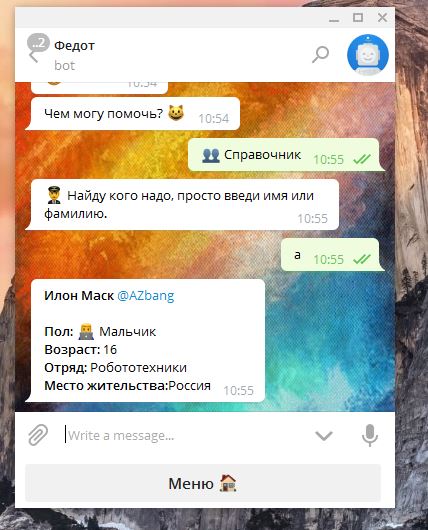 ..2
Федот
bot
10:54
Чем могу помочь? 😺 10:54
👥 Справочник 10:55
👮 Найду кого надо, просто введи имя или
фамилию.
10:55
а 10:55
Илон Маск @AZbang
Пол: 👨‍💻 Мальчик
Возраст: 16
Отряд: Робототехники
Место жительства:Россия 10:55
Write a message...
Меню 🏠